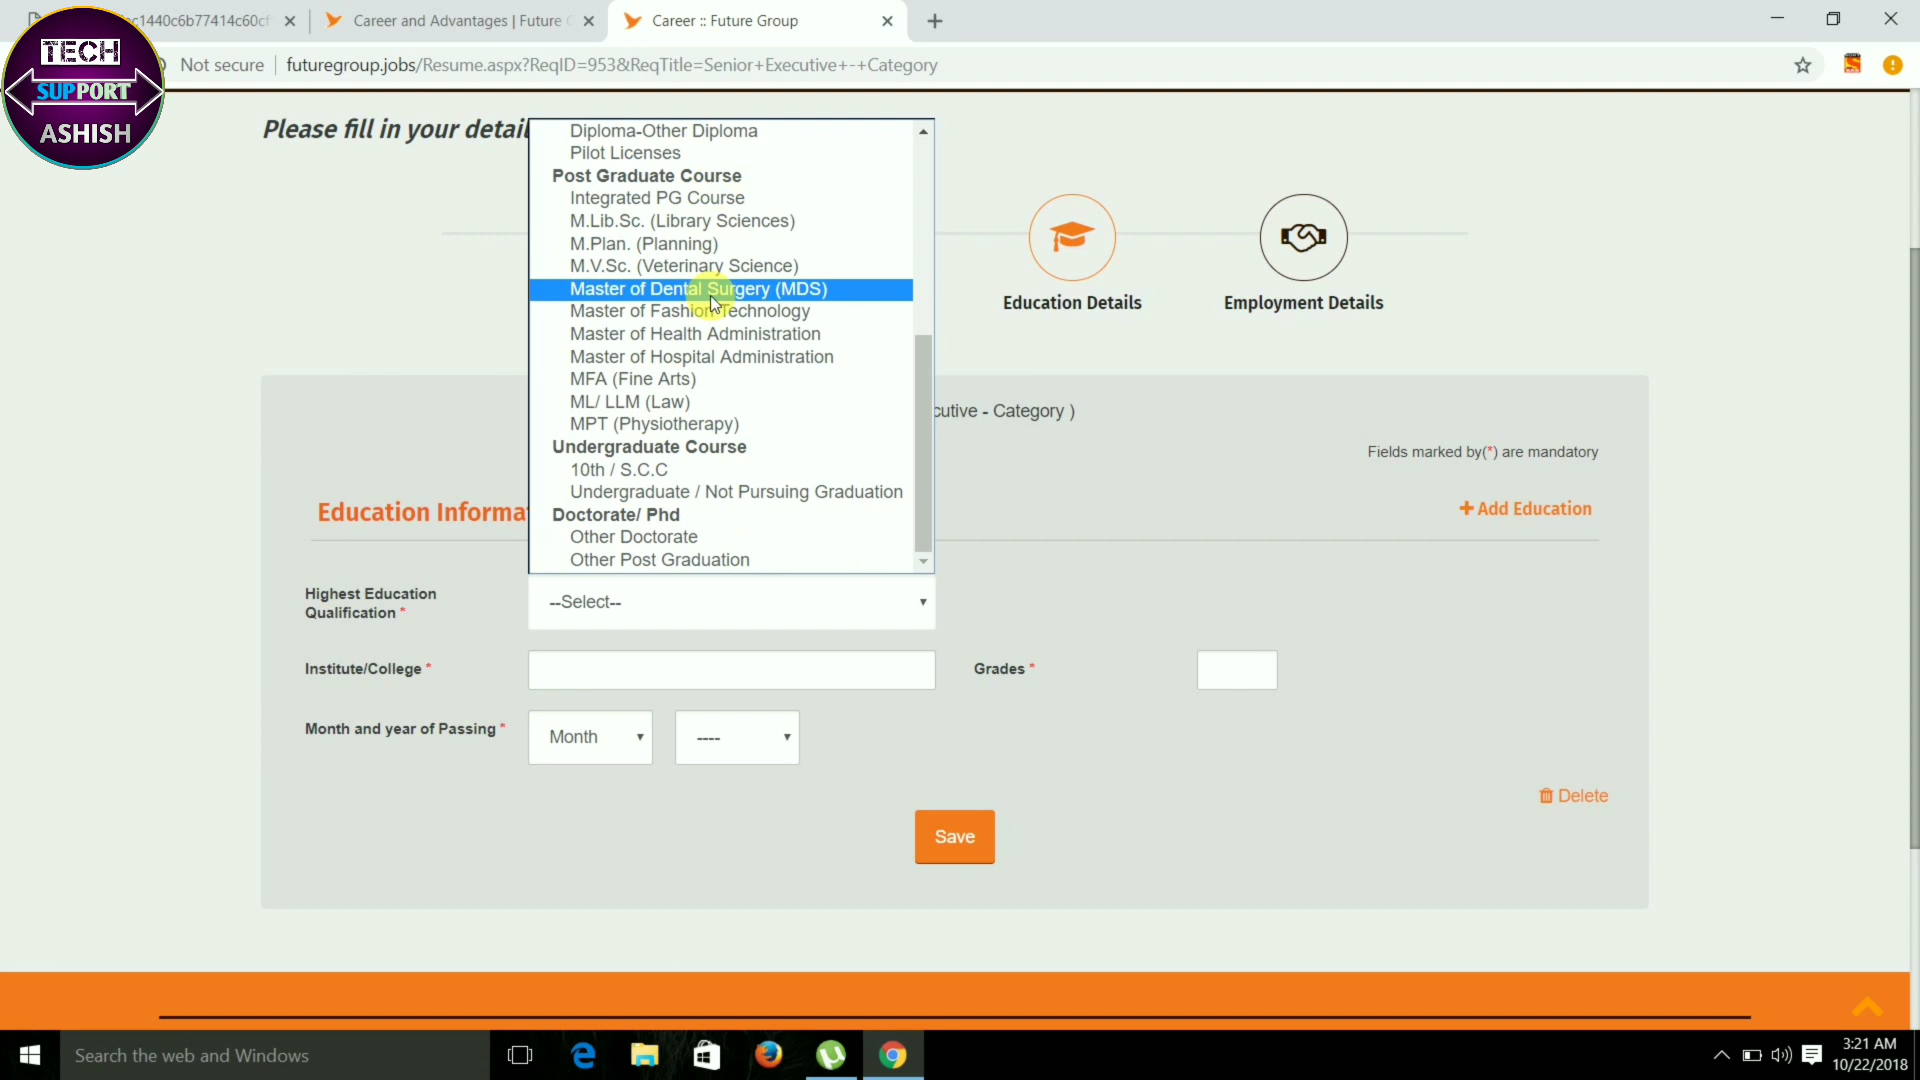 c1440c6b77414c60cf
Career and Advantages | Future G
Career :: Future Group
TECH
SUPPORT
ASHISH
Not secure
futuregroup.jobs/Resume.aspx?ReqID=953&ReqTitle=Senior+Executive+-+Category
Please fill in your detail
Diploma-Other Diploma
Pilot Licenses
Post Graduate Course
Integrated PG Course
M.Lib.Sc. (Library Sciences)
M.Plan. (Planning)
M.V.Sc. (Veterinary Science)
Master of Dental Surgery (MDS)
Master of Fashion Technology
Master of Health Administration
Master of Hospital Administration
MFA (Fine Arts)
ML/ LLM (Law)
MPT (Physiotherapy)
Undergraduate Course
10th / S.C.C
Undergraduate / Not Pursuing Graduation
Doctorate/ Phd
Other Doctorate
Other Post Graduation
Education Details
Employment Details
cutive - Category )
Fields marked by(*) are mandatory
Education Informa
+ Add Education
Highest Education
Qualification *
--Select--
Institute/College *
Grades *
Month and year of Passing *
Month
----
Delete
Save
Search the web and Windows
3:21 AM
10/22/2018